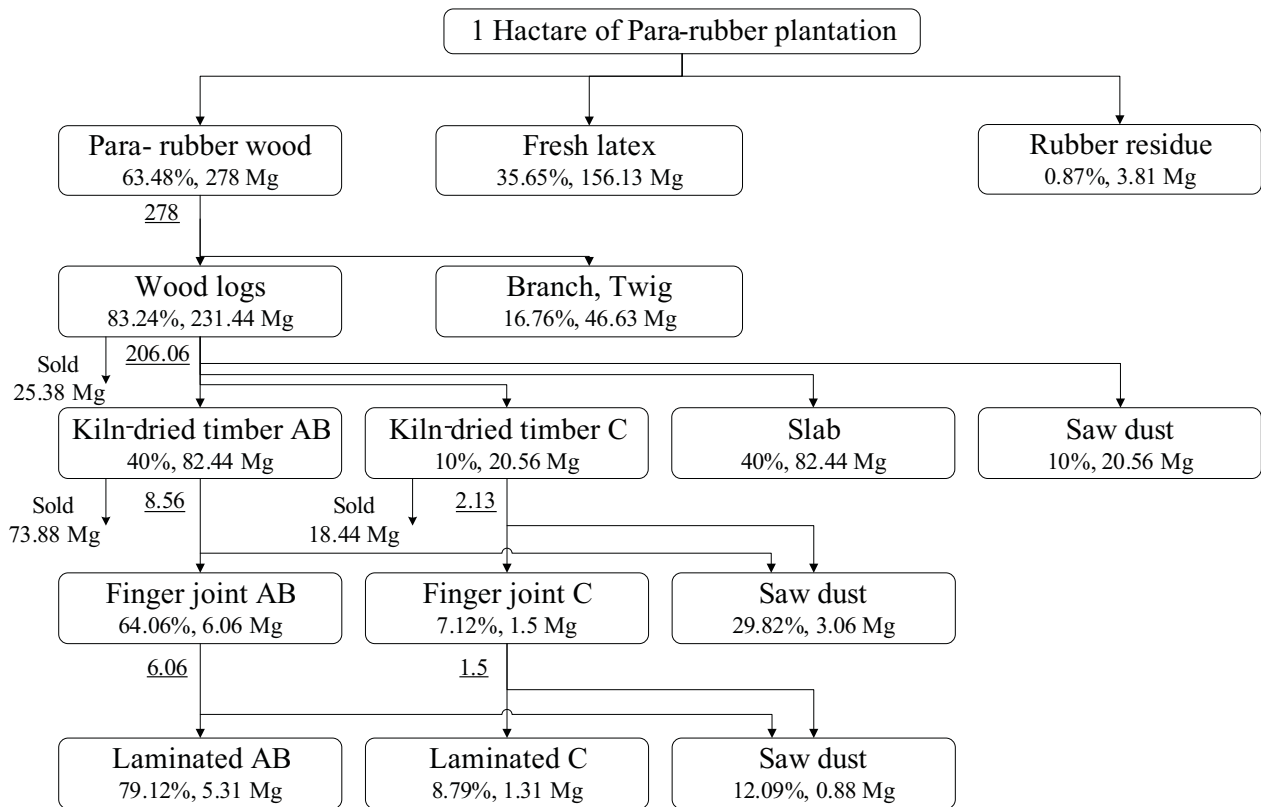 1 Hactare of Para-rubber plantation
Para- rubber wood
63.48%, 278 Mg
Fresh latex
35.65%, 156.13 Mg
Rubber residue
0.87%, 3.81 Mg
278
Wood logs
83.24%, 231.44 Mg
Branch, Twig
16.76%, 46.63 Mg
Sold
25.38 Mg
206.06
Kiln-dried timber AB
40%, 82.44 Mg
Kiln-dried timber C
10%, 20.56 Mg
Slab
40%, 82.44 Mg
Saw dust
10%, 20.56 Mg
Sold
73.88 Mg
8.56
Sold
18.44 Mg
2.13
Finger joint AB
64.06%, 6.06 Mg
Finger joint C
7.12%, 1.5 Mg
Saw dust
29.82%, 3.06 Mg
6.06
1.5
Laminated AB
79.12%, 5.31 Mg
Laminated C
8.79%, 1.31 Mg
Saw dust
12.09%, 0.88 Mg